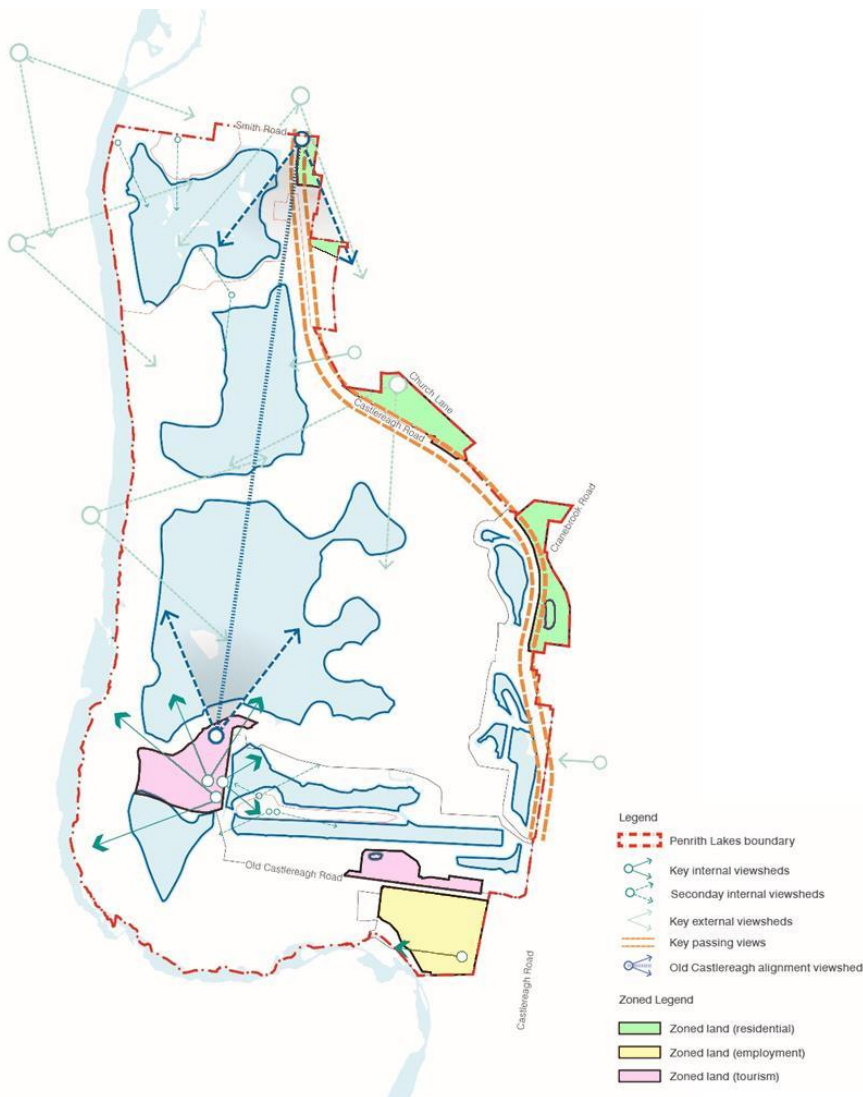 Smith Road
Church Lane
Castlereagh Road
Cranebrook Road
Old Castlereagh Road
Castlereagh Road
Legend
Penrith Lakes boundary
Key internal viewsheds
Seconday internal viewsheds
Key external viewsheds
Key passing views
Old Castlereagh alignment viewshed
Zoned Legend
Zoned land (residential)
Zoned land (employment)
Zoned land (tourism)